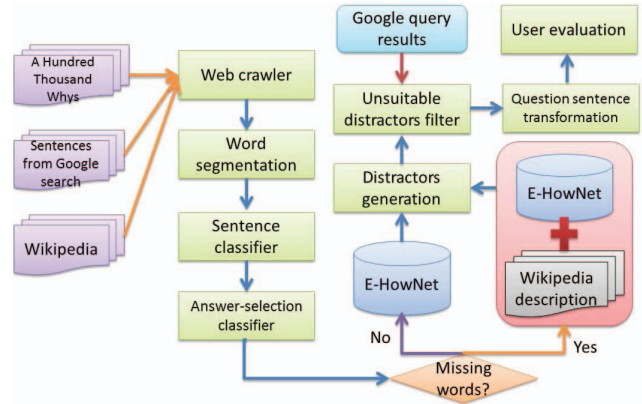 A Hundred
Thousand
Whys
Sentences
from Google
search
Wikipedia
Web crawler
Word
segmentation
Sentence
classifier
Answer-selection
classifier
Google query
results
Unsuitable
distractors filter
Distractors
generation
E-HowNet
No
Missing
words?
Yes
User evaluation
Question sentence
transformation
E-HowNet
Wikipedia
description